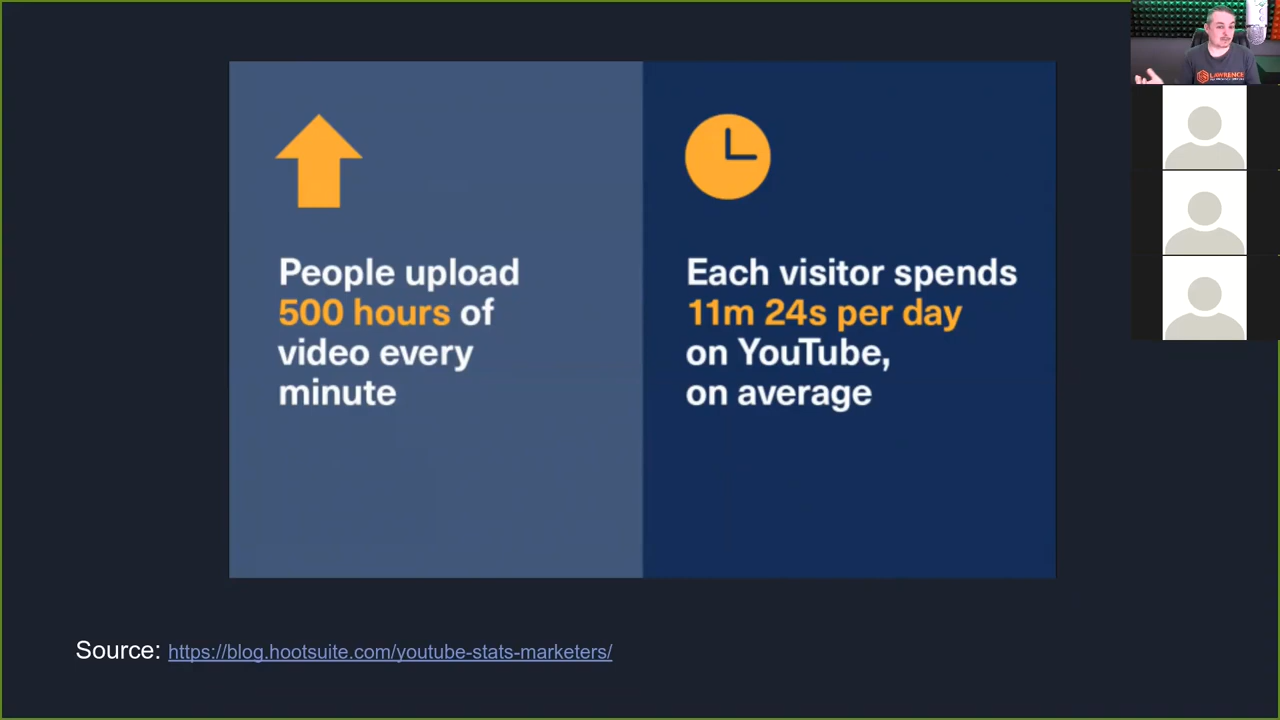 People upload
500 hours of
video every
minute
Each visitor spends
11m 24s per day
on YouTube,
on average
Source: https://blog.hootsuite.com/youtube-stats-marketers/
LAWRENCE